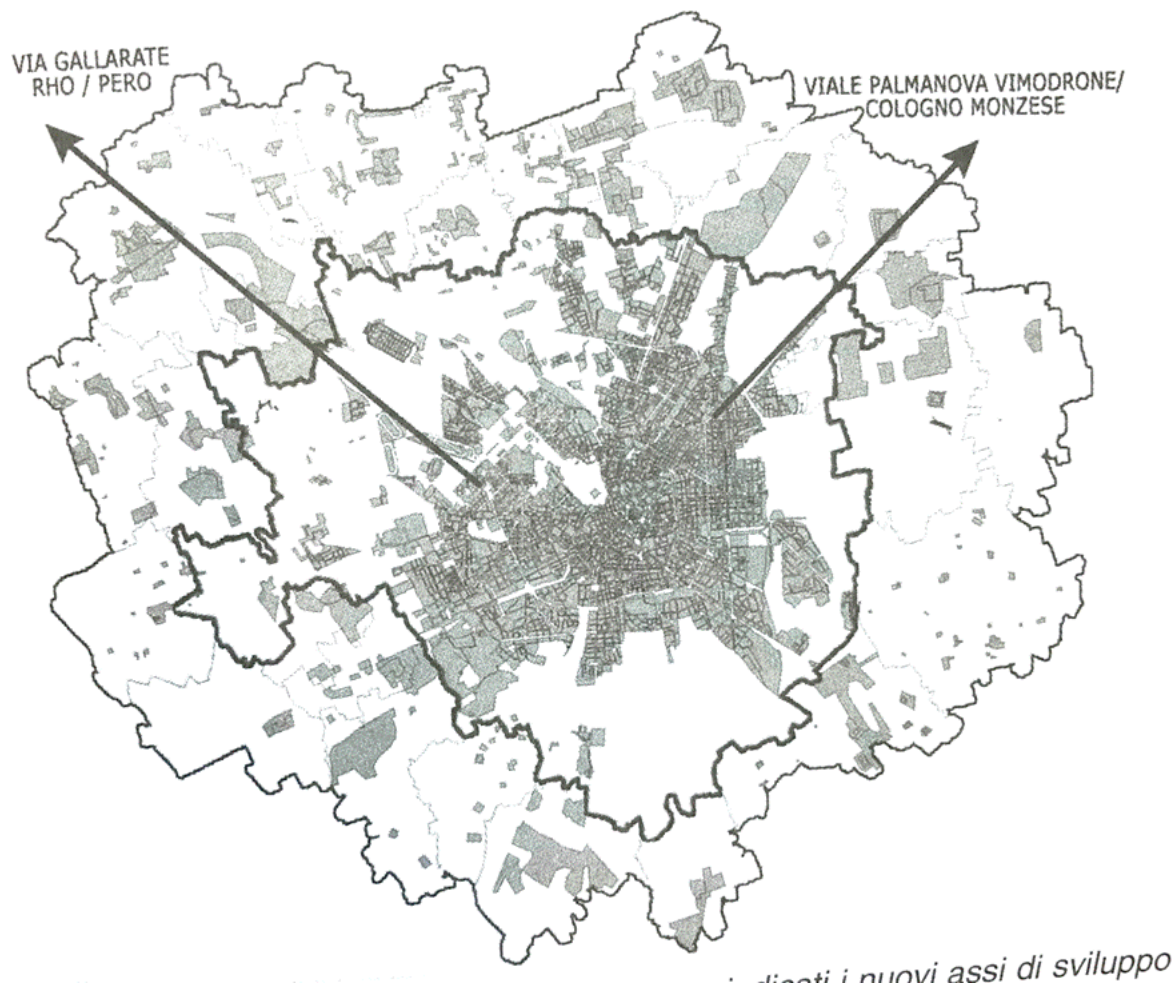 VIA GALLARATE
RHO / PERO
VIALE PALMANOVA VIMODRONE/
COLOGNO MONZESE
i nuovi assi di sviluppo